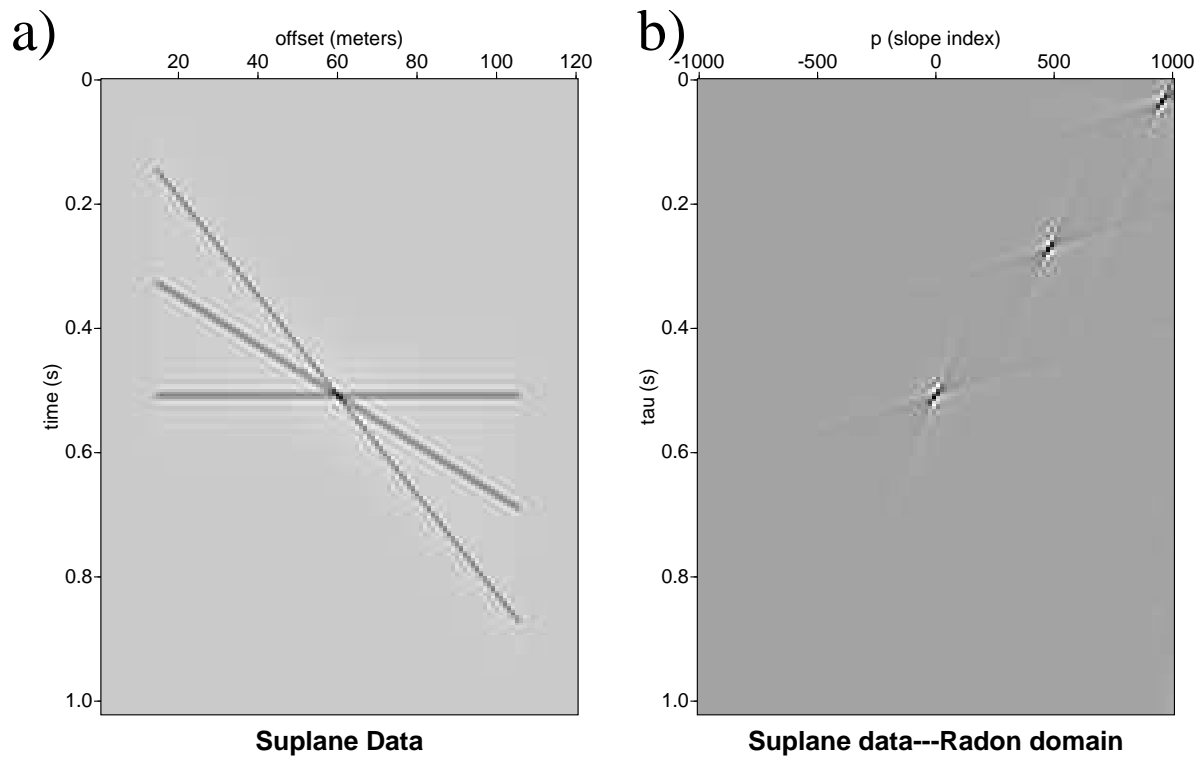 a)
offset (meters)
20 40 60 80 100 120
0
0.2
0.4
0.6
0.8
1.0
time (s)
Suplane Data
b)
p (slope index)
-1000 -500 0 500 1000
0
0.2
0.4
0.6
0.8
1.0
tau (s)
Suplane data---Radon domain